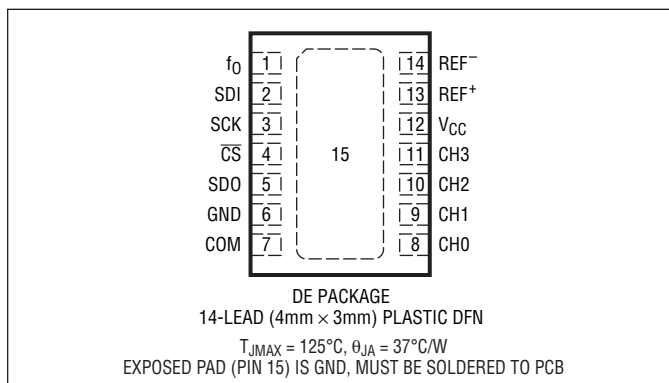 f0 1 14 REF−
SDI 2 13 REF+
SCK 3 12 VCC
C̅S̅ 4 15 11 CH3
SDO 5 10 CH2
GND 6 9 CH1
COM 7 8 CH0
DE PACKAGE
14-LEAD (4mm × 3mm) PLASTIC DFN
TJMAX = 125°C, θJA = 37°C/W
EXPOSED PAD (PIN 15) IS GND, MUST BE SOLDERED TO PCB